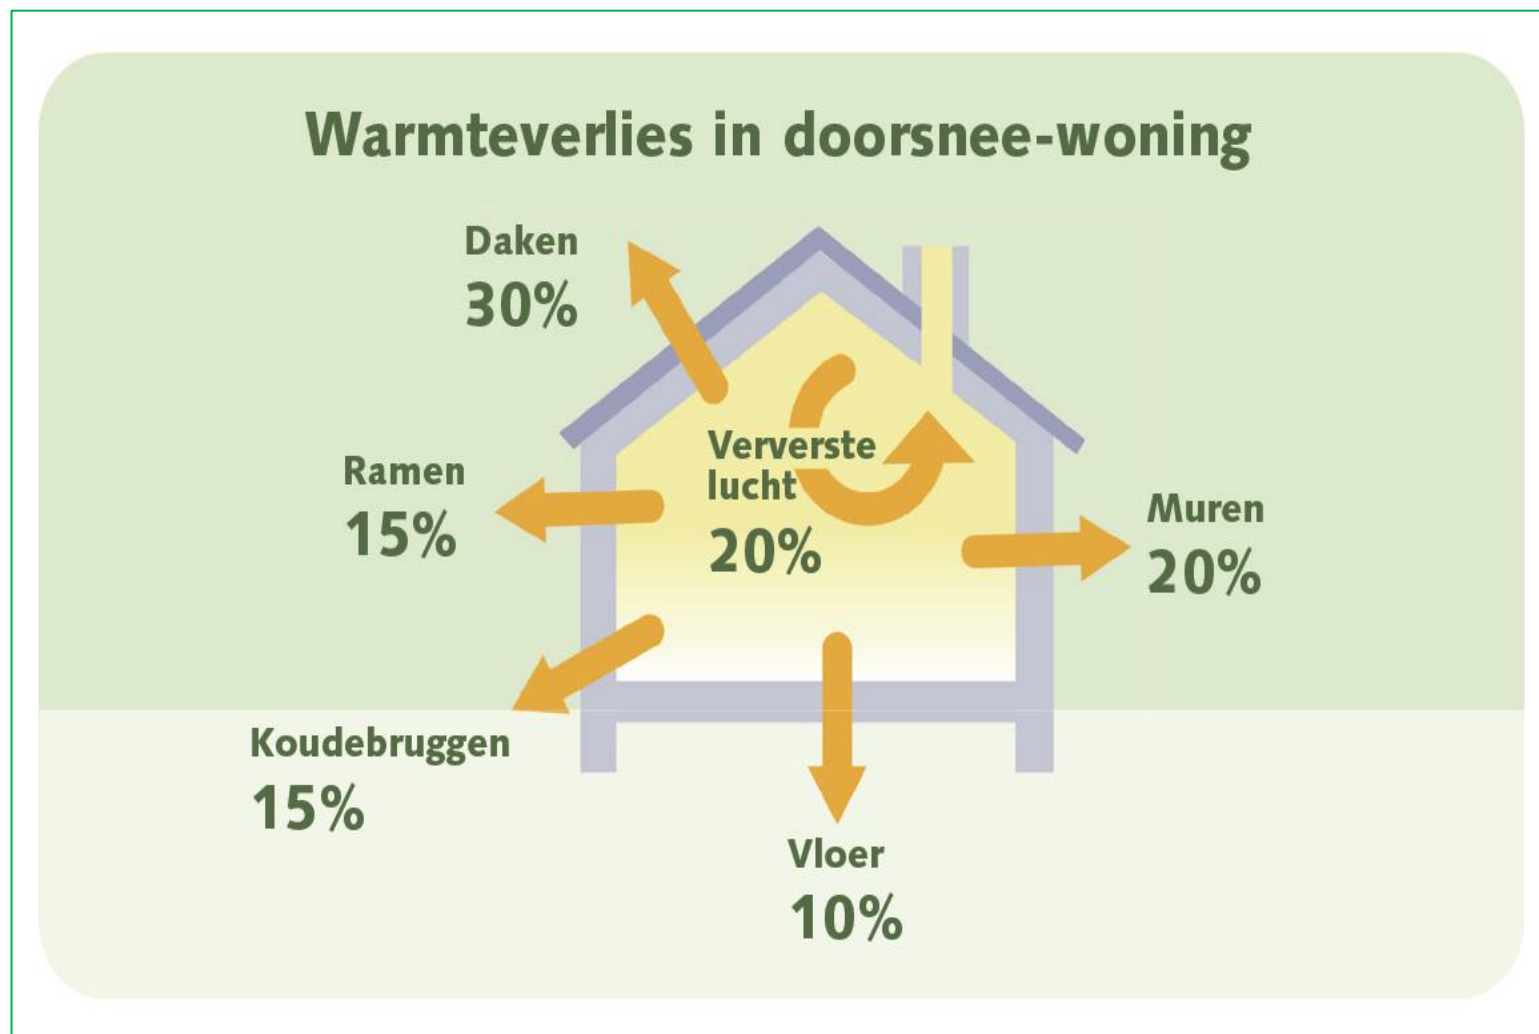 Warmteverlies in doorsnee-woning
Daken
30%
Ramen
15%
Ververste
lucht
20%
Muren
20%
Koudebruggen
15%
Vloer
10%